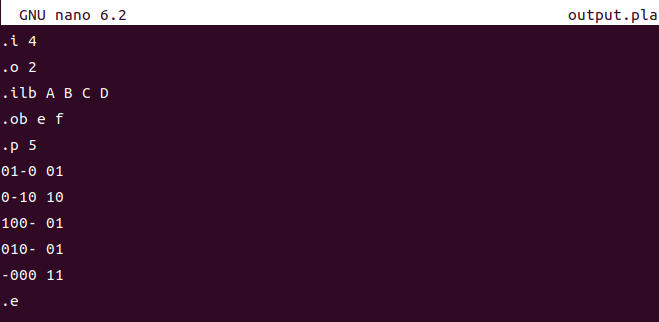 GNU nano 6.2 output.pla
.i 4
.o 2
.ilb A B C D
.ob e f
.p 5
01-0 01
0-10 10
100- 01
010- 01
-000 11
.e